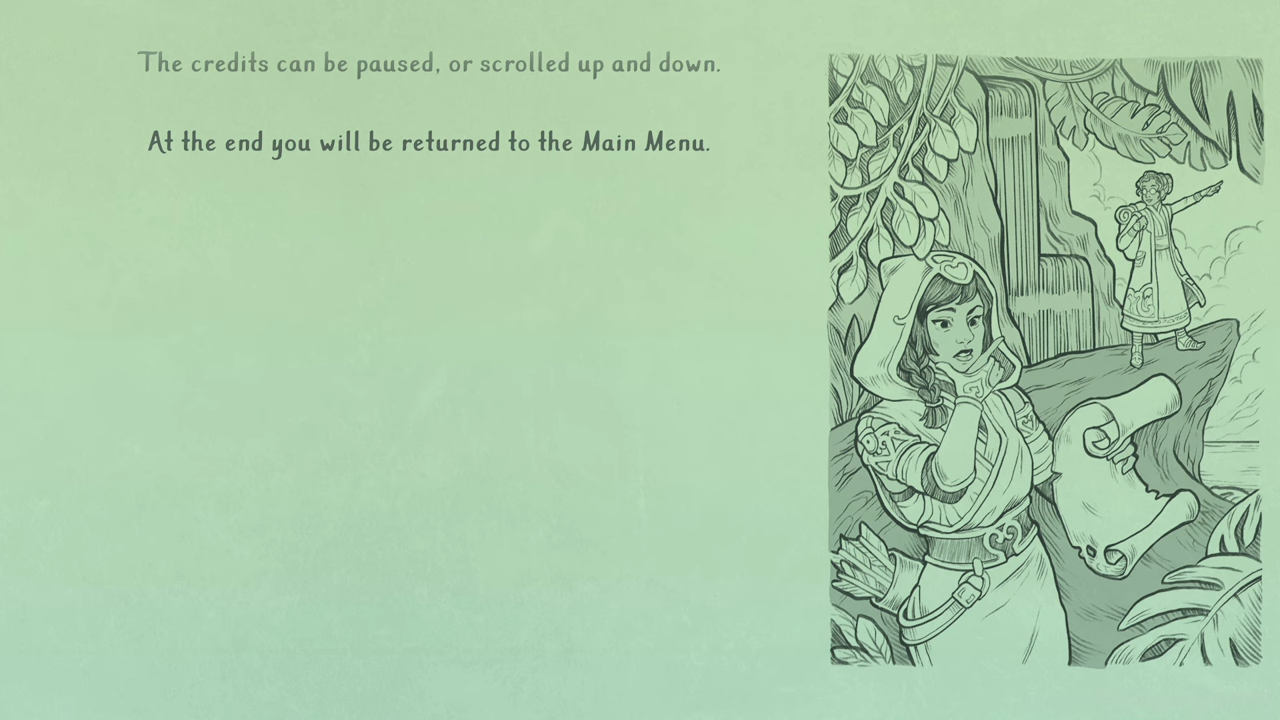 The credits can be paused, or scrolled up and down.
At the end you will be returned to the Main Menu.